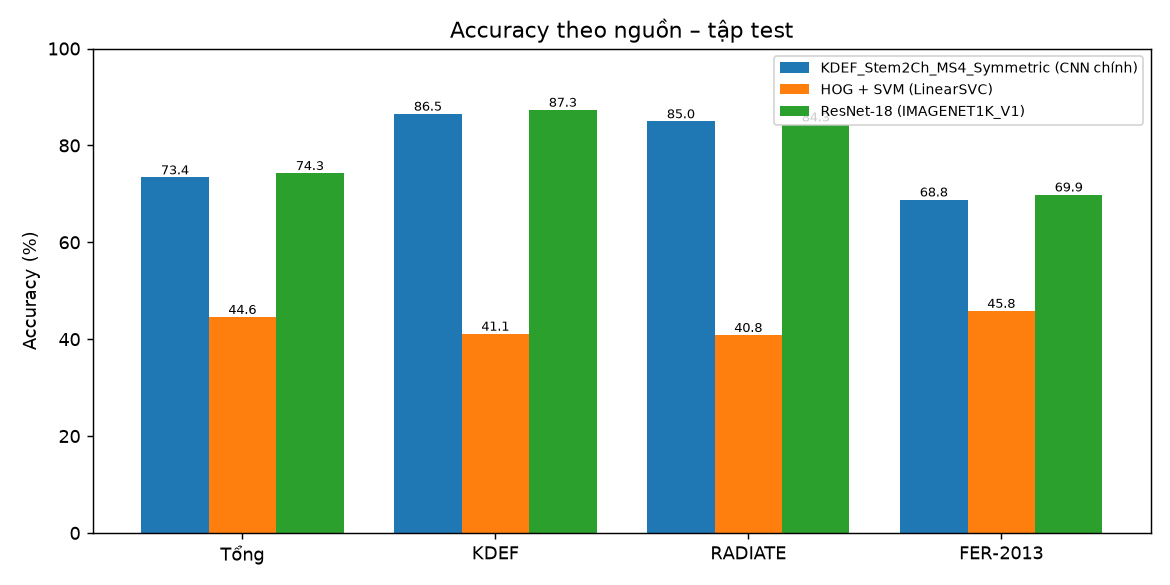 Accuracy theo nguồn – tập test
Accuracy (%)
100
80
60
40
20
0
KDEF_Stem2Ch_MS4_Symmetric (CNN chính)
HOG + SVM (LinearSVC)
ResNet-18 (IMAGENET1K_V1)
73.4
44.6
74.3
86.5
41.1
87.3
85.0
40.8
68.8
45.8
69.9
Tổng
KDEF
RADIATE
FER-2013